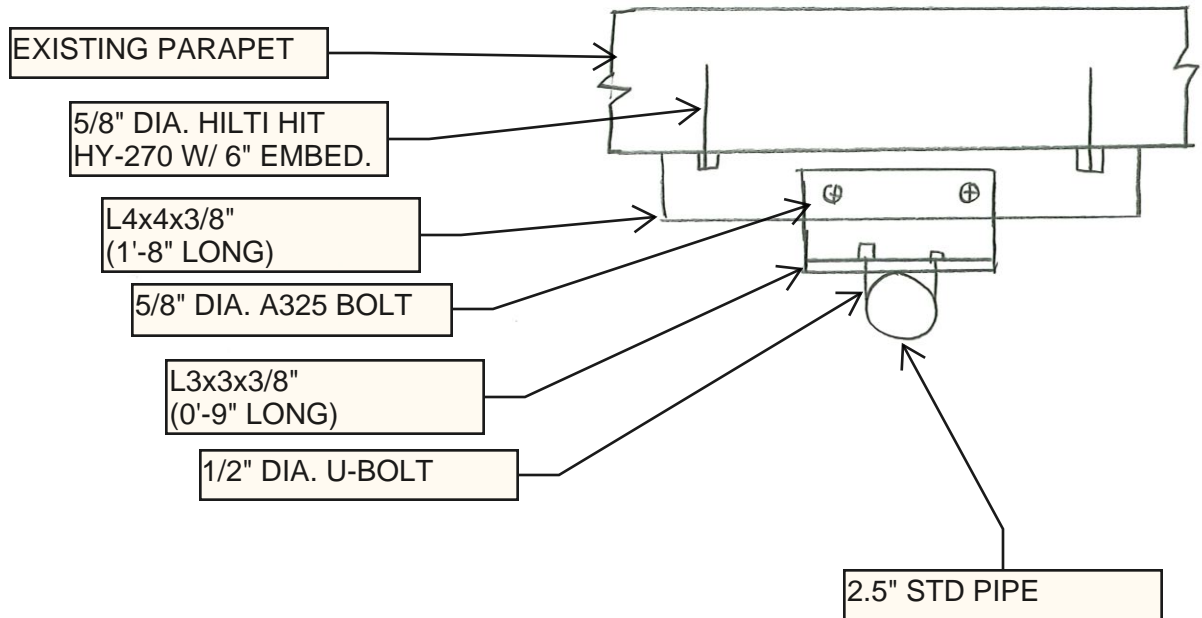 EXISTING PARAPET
5/8" DIA. HILTI HIT
HY-270 W/ 6" EMBED.
L4x4x3/8"
(1'-8" LONG)
5/8" DIA. A325 BOLT
L3x3x3/8"
(0'-9" LONG)
1/2" DIA. U-BOLT
2.5" STD PIPE